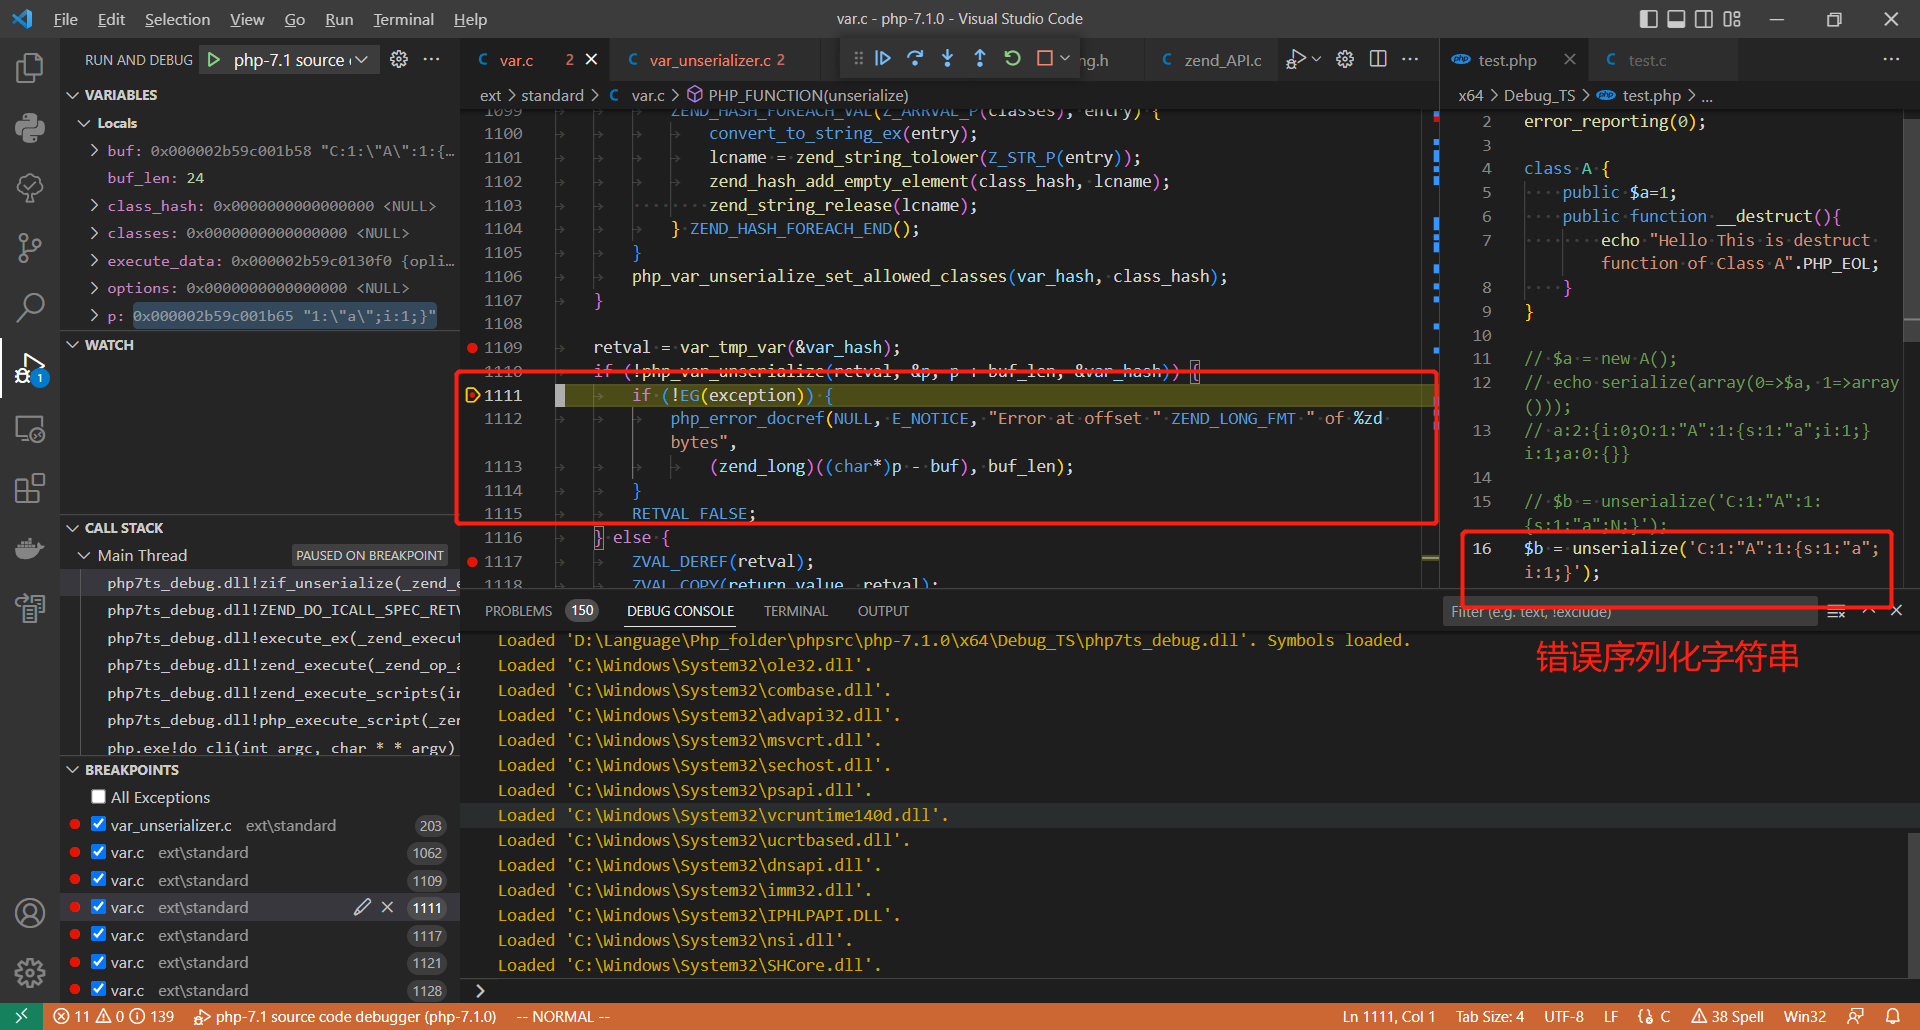 File Edit Selection View Go Run Terminal Help
var.c - php-7.1.0 - Visual Studio Code
RUN AND DEBUG php-7.1 source
VARIABLES
Locals
buf: 0x000002b59c001b58 "C:1:\"A\":1:{…
buf_len: 24
class_hash: 0x0000000000000000 <NULL>
classes: 0x0000000000000000 <NULL>
execute_data: 0x000002b59c0130f0 {opli…
options: 0x0000000000000000 <NULL>
p: 0x000002b59c001b65 "1:\"a\";i:1;}"
WATCH
CALL STACK
Main Thread PAUSED ON BREAKPOINT
php7ts_debug.dll!zif_unserialize(_zend_e
php7ts_debug.dll!ZEND_DO_ICALL_SPEC_RETV
php7ts_debug.dll!execute_ex(_zend_execut
php7ts_debug.dll!zend_execute(_zend_op_a
php7ts_debug.dll!zend_execute_scripts(in
php7ts_debug.dll!php_execute_script(_zen
php.exe!do_cli(int argc, char * * argv)
BREAKPOINTS
All Exceptions
var_unserializer.c ext\standard 203
var.c ext\standard 1062
var.c ext\standard 1109
var.c ext\standard 1111
var.c ext\standard 1117
var.c ext\standard 1121
var.c ext\standard 1128
1
C var.c 2
C var_unserializer.c 2
ng.h
C zend_API.c
ext > standard > C var.c > PHP_FUNCTION(unserialize)
1099 ZEND_HASH_FOREACH_VAL(Z_ARRVAL_P(classes), entry) {
1100 convert_to_string_ex(entry);
1101 lcname = zend_string_tolower(Z_STR_P(entry));
1102 zend_hash_add_empty_element(class_hash, lcname);
1103 zend_string_release(lcname);
1104 } ZEND_HASH_FOREACH_END();
1105 }
1106 php_var_unserialize_set_allowed_classes(var_hash, class_hash);
1107 }
1108
1109 retval = var_tmp_var(&var_hash);
1110 if (!php_var_unserialize(retval, &p, p + buf_len, &var_hash)) {
1111 if (!EG(exception)) {
1112 php_error_docref(NULL, E_NOTICE, "Error at offset " ZEND_LONG_FMT " of %zd
bytes",
1113 (zend_long)((char*)p - buf), buf_len);
1114 }
1115 RETVAL_FALSE;
1116 } else {
1117 ZVAL_DEREF(retval);
1118 ZVAL_COPY(return_value, retval);
php test.php
C test.c
x64 > Debug_TS > php test.php > ...
2 error_reporting(0);
3
4 class A {
5 public $a=1;
6 public function __destruct(){
7 echo "Hello This is destruct
function of Class A".PHP_EOL;
8 }
9 }
10
11 // $a = new A();
12 // echo serialize(array(0=>$a, 1=>array
()));
13 // a:2:{i:0;O:1:"A":1:{s:1:"a";i:1;}
i:1;a:0:{}}
14
15 // $b = unserialize('C:1:"A":1:
{s:1:"a";N;}');
16 $b = unserialize('C:1:"A":1:{s:1:"a";
i:1;}');
PROBLEMS 150 DEBUG CONSOLE TERMINAL OUTPUT
Filter (e.g. text, !exclude)
错误序列化字符串
Loaded 'D:\Language\Php_folder\phpsrc\php-7.1.0\x64\Debug_TS\php7ts_debug.dll'. Symbols loaded.
Loaded 'C:\Windows\System32\ole32.dll'.
Loaded 'C:\Windows\System32\combase.dll'.
Loaded 'C:\Windows\System32\advapi32.dll'.
Loaded 'C:\Windows\System32\msvcrt.dll'.
Loaded 'C:\Windows\System32\sechost.dll'.
Loaded 'C:\Windows\System32\psapi.dll'.
Loaded 'C:\Windows\System32\vcruntime140d.dll'.
Loaded 'C:\Windows\System32\ucrtbased.dll'.
Loaded 'C:\Windows\System32\dnsapi.dll'.
Loaded 'C:\Windows\System32\imm32.dll'.
Loaded 'C:\Windows\System32\IPHLPAPI.DLL'.
Loaded 'C:\Windows\System32\nsi.dll'.
Loaded 'C:\Windows\System32\SHCore.dll'.
11 0 139 php-7.1 source code debugger (php-7.1.0) -- NORMAL -- Ln 1111, Col 1 Tab Size: 4 UTF-8 LF C 38 Spell Win32